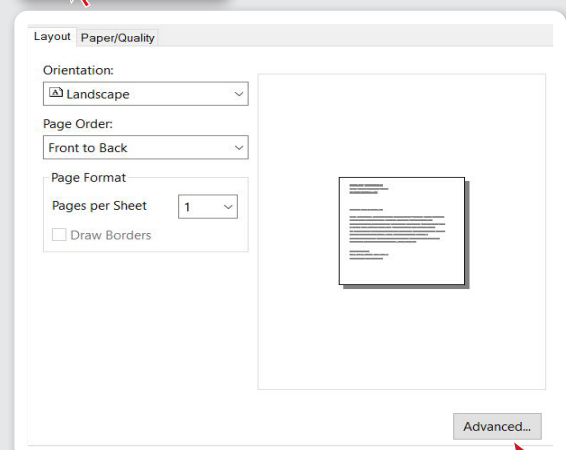 Layout Paper/Quality
Orientation:
Landscape
Page Order:
Front to Back
Page Format
Pages per Sheet 1
Draw Borders
Advanced...